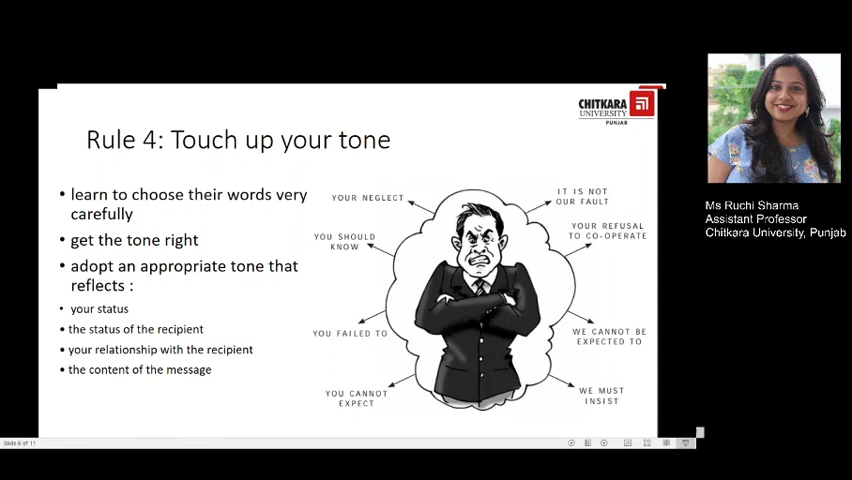 CHITKARA
UNIVERSITY
PUNJAB
Rule 4: Touch up your tone
• learn to choose their words very
carefully
• get the tone right
• adopt an appropriate tone that
reflects :
• your status
• the status of the recipient
• your relationship with the recipient
• the content of the message
YOUR NEGLECT
IT IS NOT
OUR FAULT
YOU SHOULD
KNOW
YOUR REFUSAL
TO CO-OPERATE
YOU FAILED TO
WE CANNOT BE
EXPECTED TO
YOU CANNOT
EXPECT
WE MUST
INSIST
Ms Ruchi Sharma
Assistant Professor
Chitkara University, Punjab
Slide 6 of 11